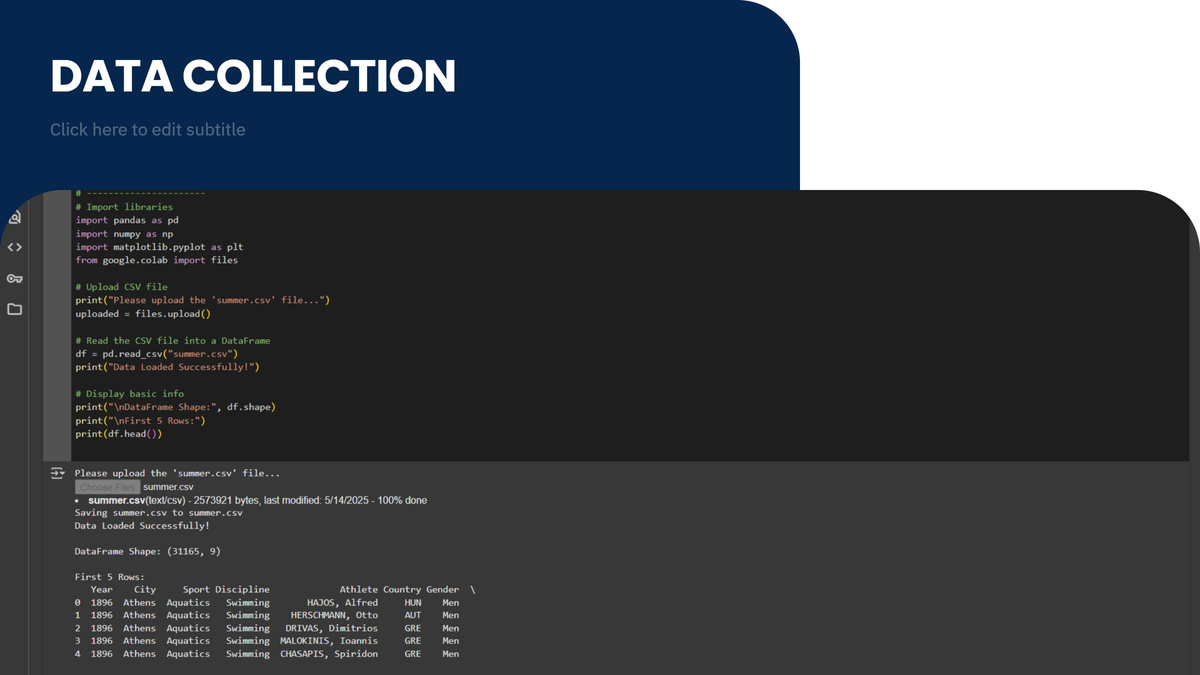 DATA COLLECTION
Click here to edit subtitle
# ----------------------
# Import libraries
import pandas as pd
import numpy as np
import matplotlib.pyplot as plt
from google.colab import files
# Upload CSV file
print("Please upload the 'summer.csv' file...")
uploaded = files.upload()
# Read the CSV file into a DataFrame
df = pd.read_csv("summer.csv")
print("Data Loaded Successfully!")
# Display basic info
print("\nDataFrame Shape:", df.shape)
print("\nFirst 5 Rows:")
print(df.head())
Please upload the 'summer.csv' file...
Choose Files summer.csv
• summer.csv(text/csv) - 2573921 bytes, last modified: 5/14/2025 - 100% done
Saving summer.csv to summer.csv
Data Loaded Successfully!
DataFrame Shape: (31165, 9)
First 5 Rows:
Year City Sport Discipline Athlete Country Gender \
0 1896 Athens Aquatics Swimming HAJOS, Alfred HUN Men
1 1896 Athens Aquatics Swimming HERSCHMANN, Otto AUT Men
2 1896 Athens Aquatics Swimming DRIVAS, Dimitrios GRE Men
3 1896 Athens Aquatics Swimming MALOKINIS, Ioannis GRE Men
4 1896 Athens Aquatics Swimming CHASAPIS, Spiridon GRE Men